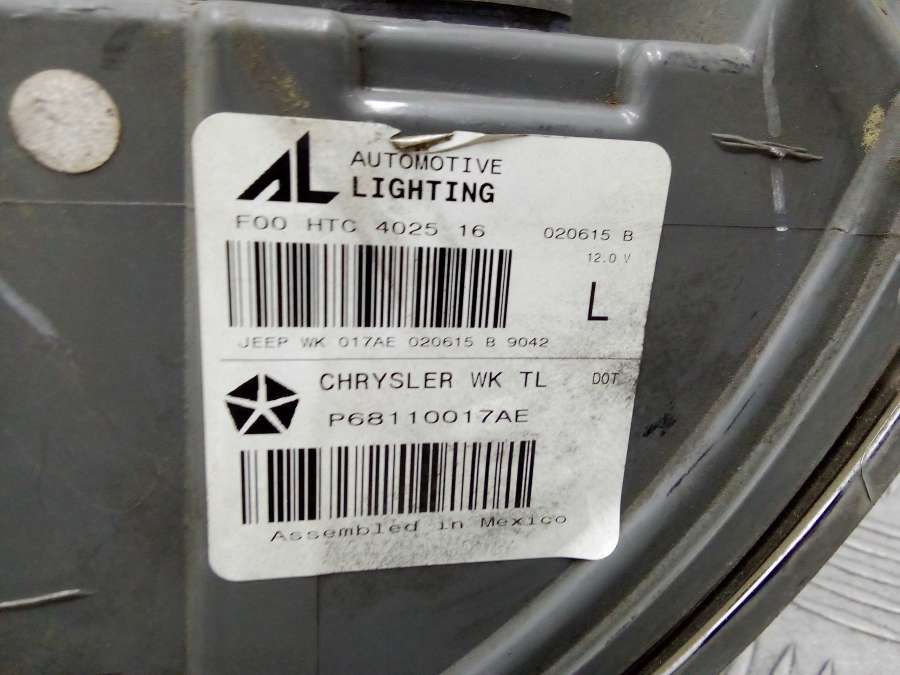 AL AUTOMOTIVE
LIGHTING
F00 HTC 4025 16 020615 B
12.0 V
L
JEEP WK 017AE 020615 B 9042
CHRYSLER WK TL DOT
P68110017AE
Assembled in Mexico